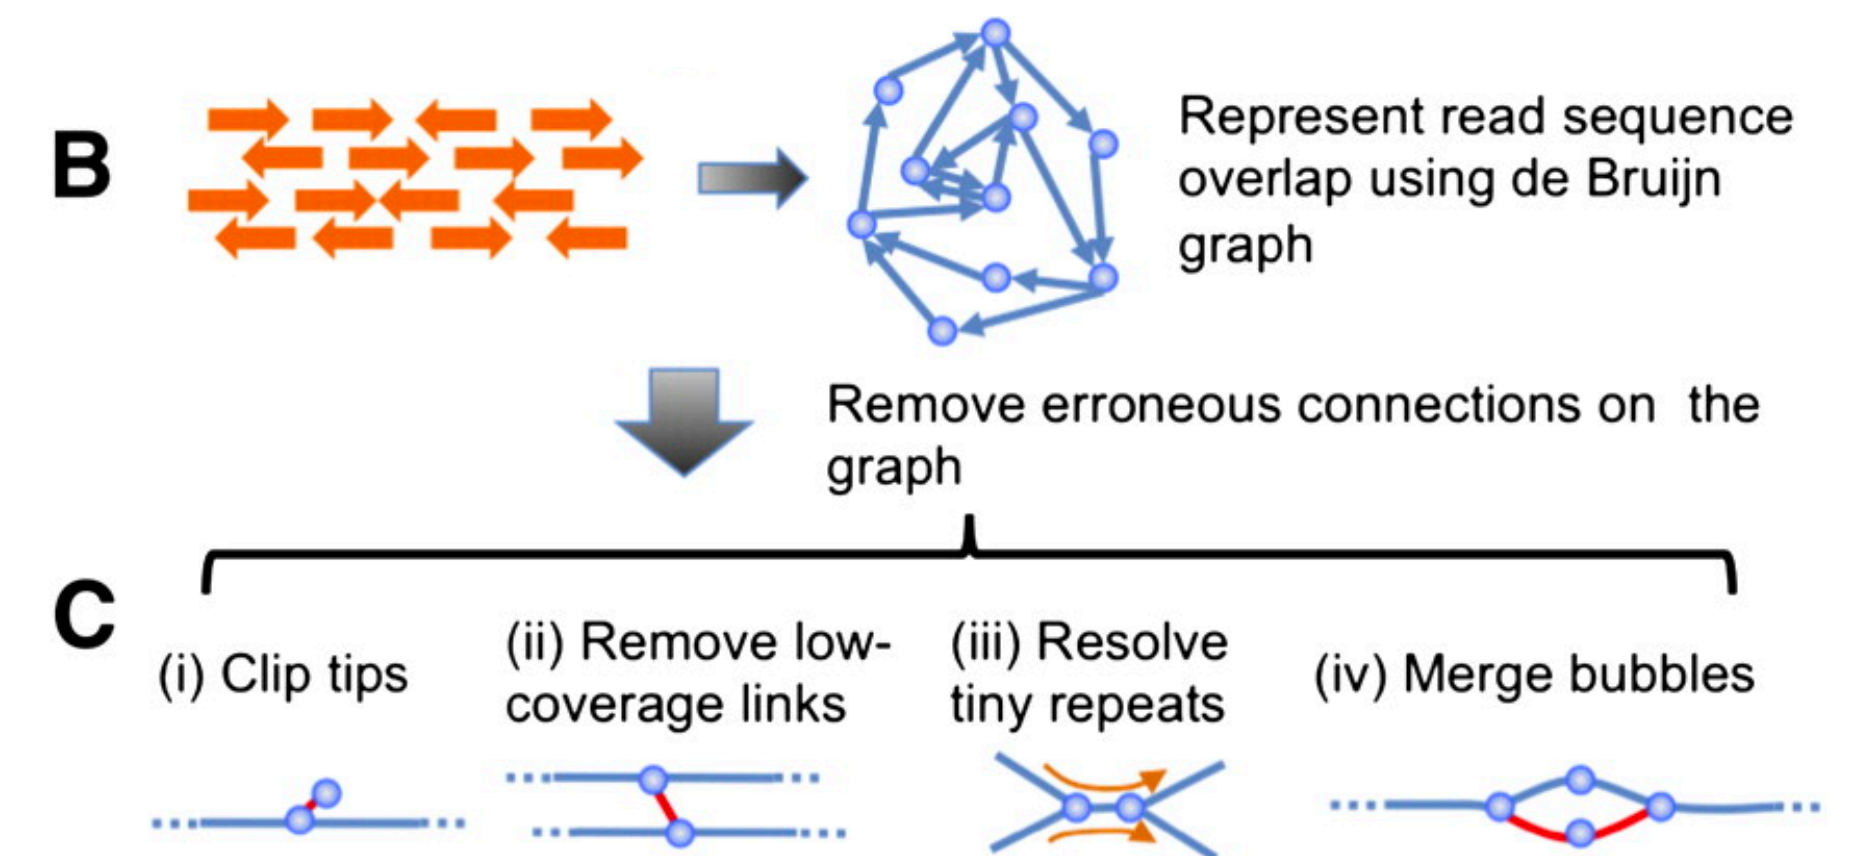 B
Represent read sequence
overlap using de Bruijn
graph
Remove erroneous connections on  the
graph
C
(i) Clip tips
(ii) Remove low-
coverage links
(iii) Resolve
tiny repeats
(iv) Merge bubbles